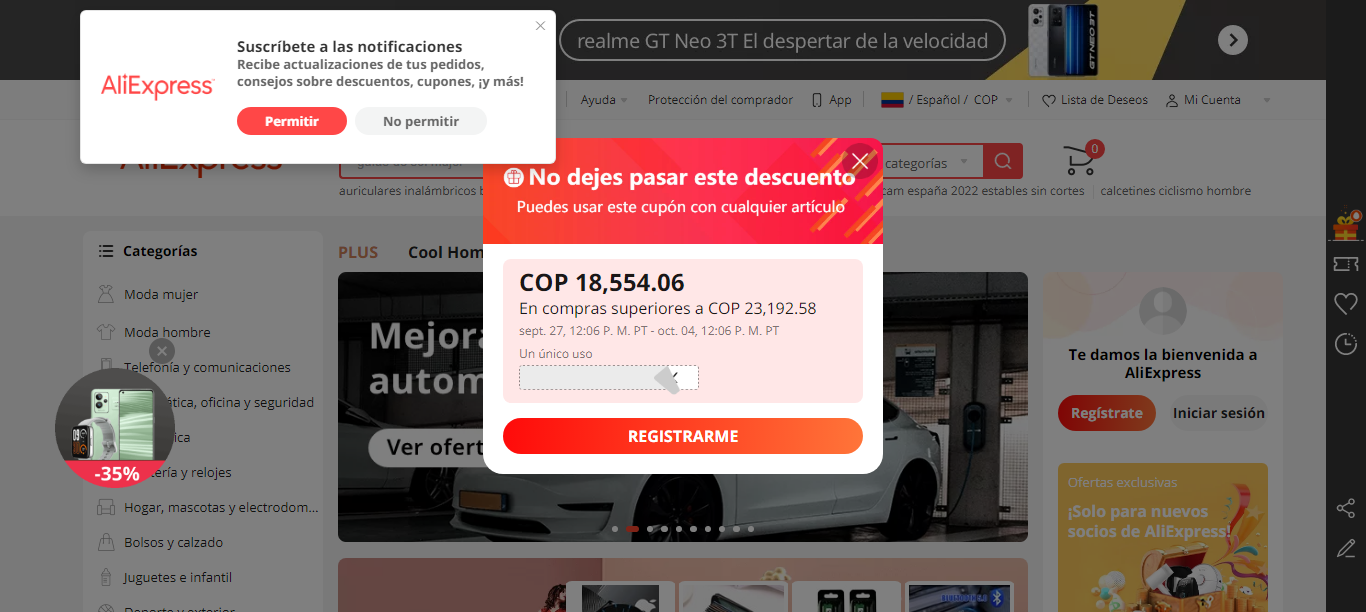 Suscríbete a las notificaciones
Recibe actualizaciones de tus pedidos,
consejos sobre descuentos, cupones, ¡y más!
AliExpress
Permitir
No permitir
realme GT Neo 3T El despertar de la velocidad
GT NEO 3T
Ayuda
Protección del comprador
App
/ Español / COP
Lista de Deseos
Mi Cuenta
categorías
0
auriculares inalámbricos
estables sin cortes
cam españa 2022
calcetines ciclismo hombre
No dejes pasar este descuento
Puedes usar este cupón con cualquier artículo
COP 18,554.06
En compras superiores a COP 23,192.58
sept. 27, 12:06 P. M. PT - oct. 04, 12:06 P. M. PT
Un único uso
REGISTRARME
Categorías
Moda mujer
Moda hombre
Telefonía y comunicaciones
oficina y seguridad
y relojes
Hogar, mascotas y electrodom...
Bolsos y calzado
Juguetes e infantil
Deporte y exterior
-35%
PLUS
Cool Hom
Mejora
autom
Ver ofert
Te damos la bienvenida a
AliExpress
Regístrate
Iniciar sesión
Ofertas exclusivas
¡Solo para nuevos
socios de AliExpress!